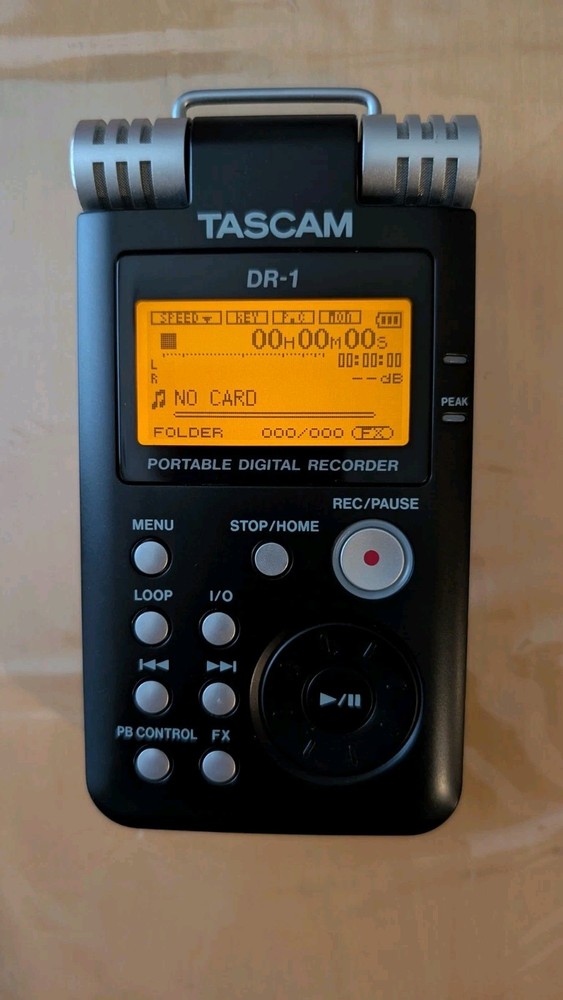 TASCAM
DR-1
SPEED KEY P.C MON
00H00M00S
L 00:00:00
R --dB
NO CARD
FOLDER 000/000 FX
PEAK
PORTABLE DIGITAL RECORDER
REC/PAUSE
MENU STOP/HOME
LOOP I/O
PB CONTROL FX